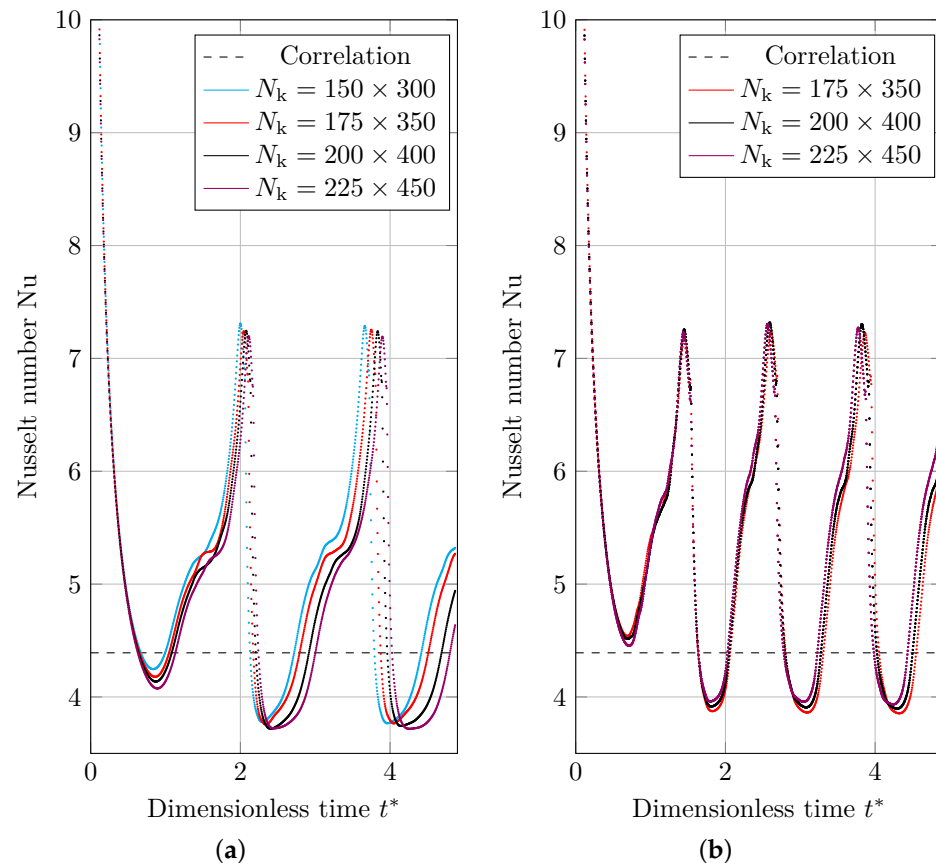 10
9
8
7
6
5
4
0
2
4
Nusselt number Nu
Dimensionless time t*
Correlation
N_k = 150 × 300
N_k = 175 × 350
N_k = 200 × 400
N_k = 225 × 450
(a)
10
9
8
7
6
5
4
0
2
4
Nusselt number Nu
Dimensionless time t*
Correlation
N_k = 175 × 350
N_k = 200 × 400
N_k = 225 × 450
(b)